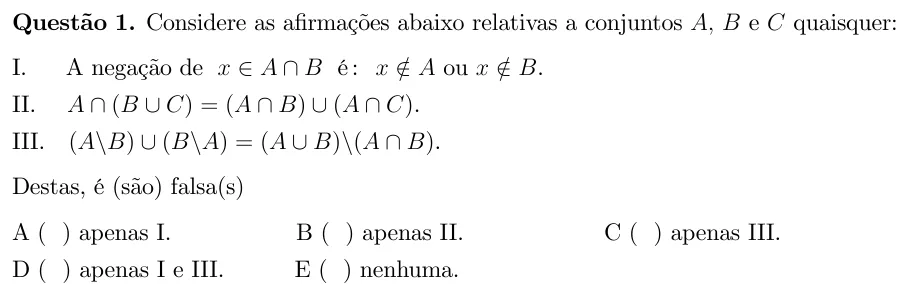 Questão 1. Considere as afirmações abaixo relativas a conjuntos A, B e C quaisquer:
I. A negação de x ∈ A ∩ B é: x ∉ A ou x ∉ B.
II. A ∩ (B ∪ C) = (A ∩ B) ∪ (A ∩ C).
III. (A\B) ∪ (B\A) = (A ∪ B)\(A ∩ B).
Destas, é (são) falsa(s)
A ( ) apenas I. B ( ) apenas II. C ( ) apenas III.
D ( ) apenas I e III. E ( ) nenhuma.